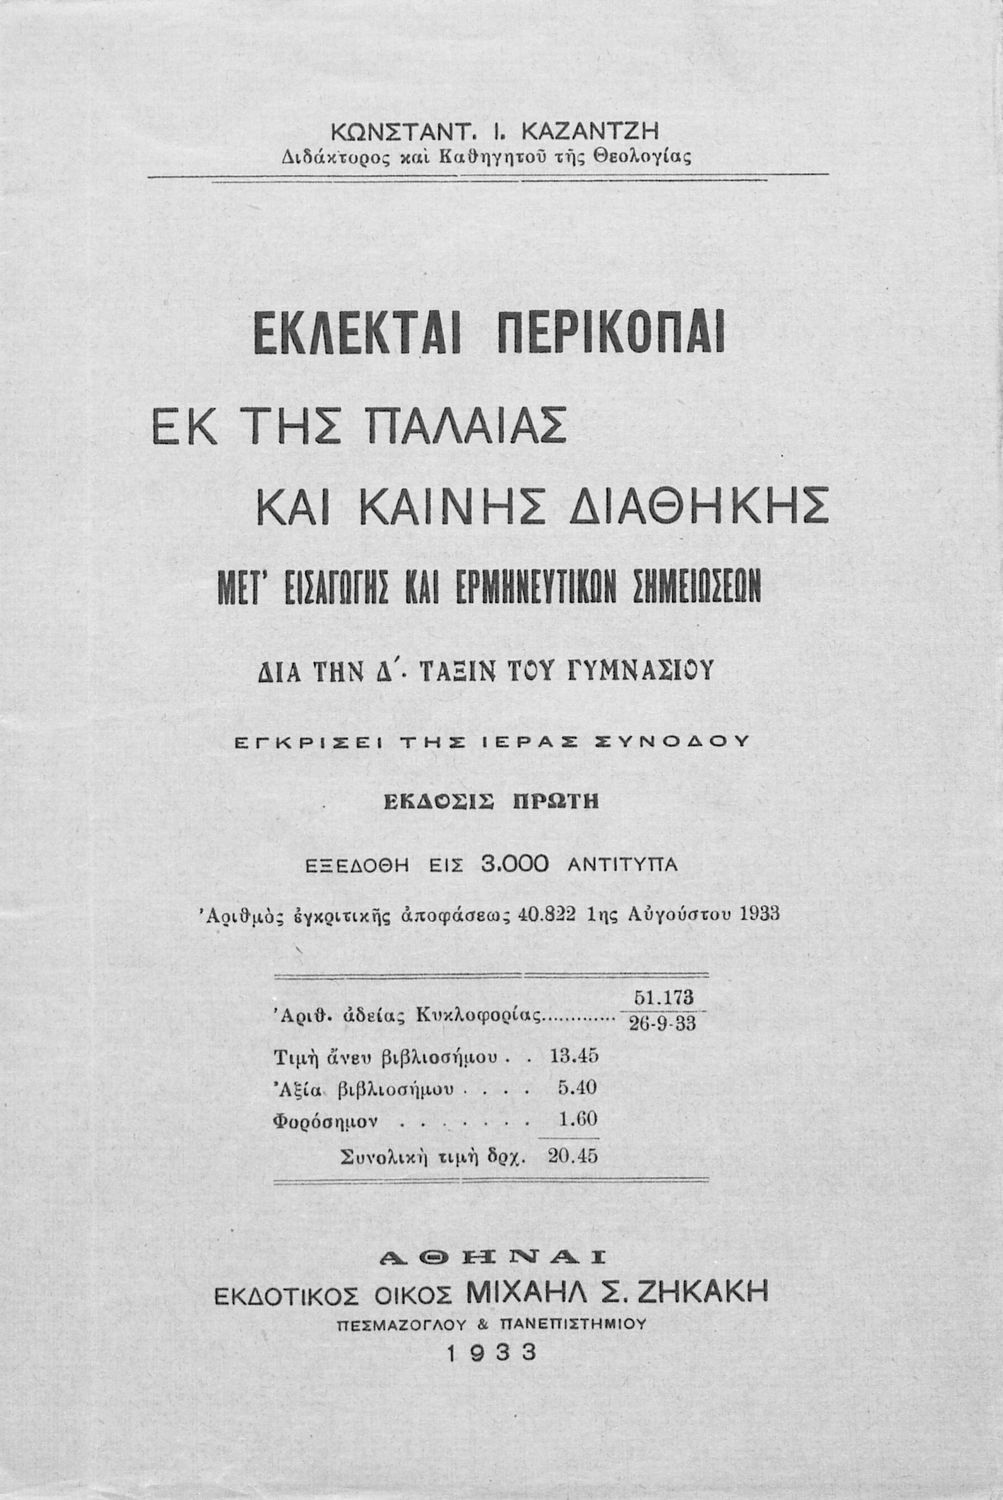 ΚΩΝΣΤΑΝΤ. Ι. ΚΑΖΑΝΤΖΗ
Διδάκτορος καὶ Καθηγητοῦ τῆς Θεολογίας
ΕΚΛΕΚΤΑΙ ΠΕΡΙΚΟΠΑΙ
ΕΚ ΤΗΣ ΠΑΛΑΙΑΣ
ΚΑΙ ΚΑΙΝΗΣ ΔΙΑΘΗΚΗΣ
ΜΕΤ' ΕΙΣΑΓΩΓΗΣ ΚΑΙ ΕΡΜΗΝΕΥΤΙΚΩΝ ΣΗΜΕΙΩΣΕΩΝ
ΔΙΑ ΤΗΝ Δ΄. ΤΑΞΙΝ ΤΟΥ ΓΥΜΝΑΣΙΟΥ
ΕΓΚΡΙΣΕΙ ΤΗΣ ΙΕΡΑΣ ΣΥΝΟΔΟΥ
ΕΚΔΟΣΙΣ ΠΡΩΤΗ
ΕΞΕΔΟΘΗ ΕΙΣ 3.000 ΑΝΤΙΤΥΠΑ
Ἀριθμὸς ἐγκριτικῆς ἀποφάσεως 40.822 1ης Αὐγούστου 1933
Ἀριθ. ἀδείας Κυκλοφορίας............. 51.173
26-9-33
Τιμὴ ἄνευ βιβλιοσήμου . . 13.45
Ἀξία βιβλιοσήμου . . . . 5.40
Φορόσημον . . . . . . . 1.60
Συνολικὴ τιμὴ δρχ. 20.45
ΑΘΗΝΑΙ
ΕΚΔΟΤΙΚΟΣ ΟΙΚΟΣ ΜΙΧΑΗΛ Σ. ΖΗΚΑΚΗ
ΠΕΣΜΑΖΟΓΛΟΥ & ΠΑΝΕΠΙΣΤΗΜΙΟΥ
1933